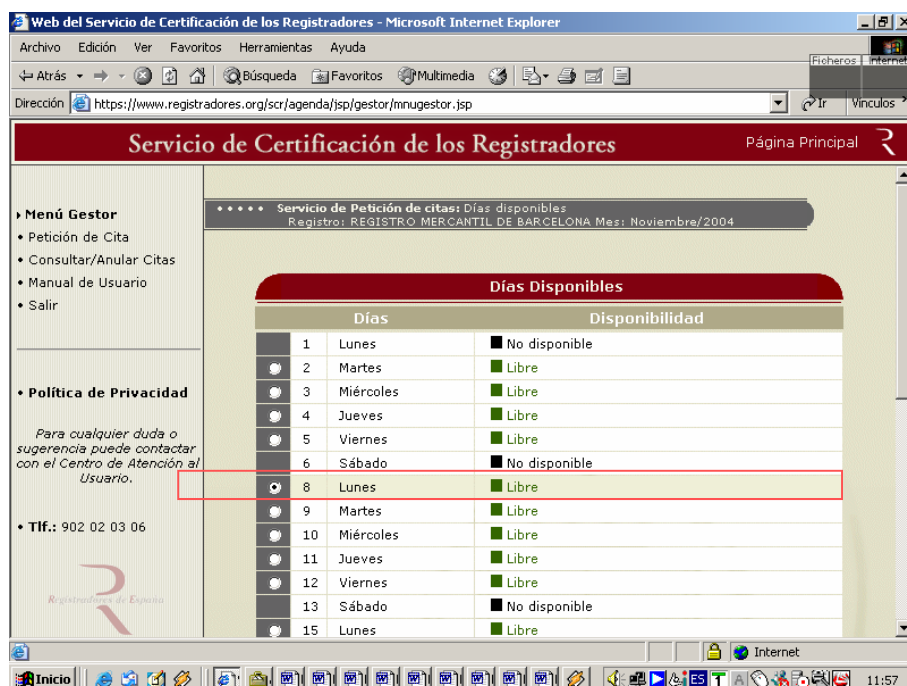 Web del Servicio de Certificación de los Registradores - Microsoft Internet Explorer
Archivo Edición Ver Favoritos Herramientas Ayuda
Ficheros Internet
Atrás Búsqueda Favoritos Multimedia
Dirección https://www.registradores.org/scr/agenda/jsp/gestor/mnugestor.jsp Ir Vínculos
Servicio de Certificación de los Registradores Página Principal
Menú Gestor
• Petición de Cita
• Consultar/Anular Citas
• Manual de Usuario
• Salir
• Política de Privacidad
Para cualquier duda o
sugerencia puede contactar
con el Centro de Atención al
Usuario.
• Tlf.: 902 02 03 06
Registradores de España
• • • • • Servicio de Petición de citas: Días disponibles
Registro: REGISTRO MERCANTIL DE BARCELONA Mes: Noviembre/2004
Días Disponibles
Días Disponibilidad
1 Lunes No disponible
2 Martes Libre
3 Miércoles Libre
4 Jueves Libre
5 Viernes Libre
6 Sábado No disponible
8 Lunes Libre
9 Martes Libre
10 Miércoles Libre
11 Jueves Libre
12 Viernes Libre
13 Sábado No disponible
15 Lunes Libre
Internet
Inicio ES 11:57